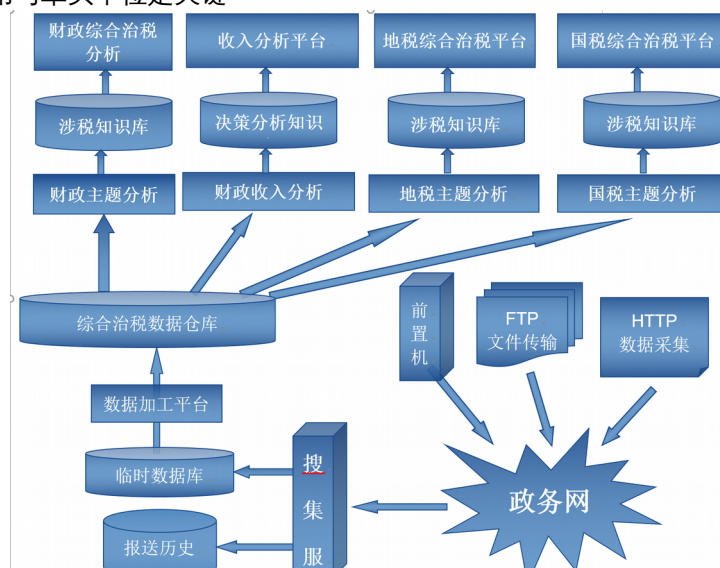 财政综合治税
分析
收入分析平台
地税综合治税平台
国税综合治税平台
涉税知识库
决策分析知识
涉税知识库
涉税知识库
财政主题分析
财政收入分析
地税主题分析
国税主题分析
综合治税数据仓库
前
置
机
FTP
文件传输
HTTP
数据采集
数据加工平台
临时数据库
搜
集
服
政务网
报送历史